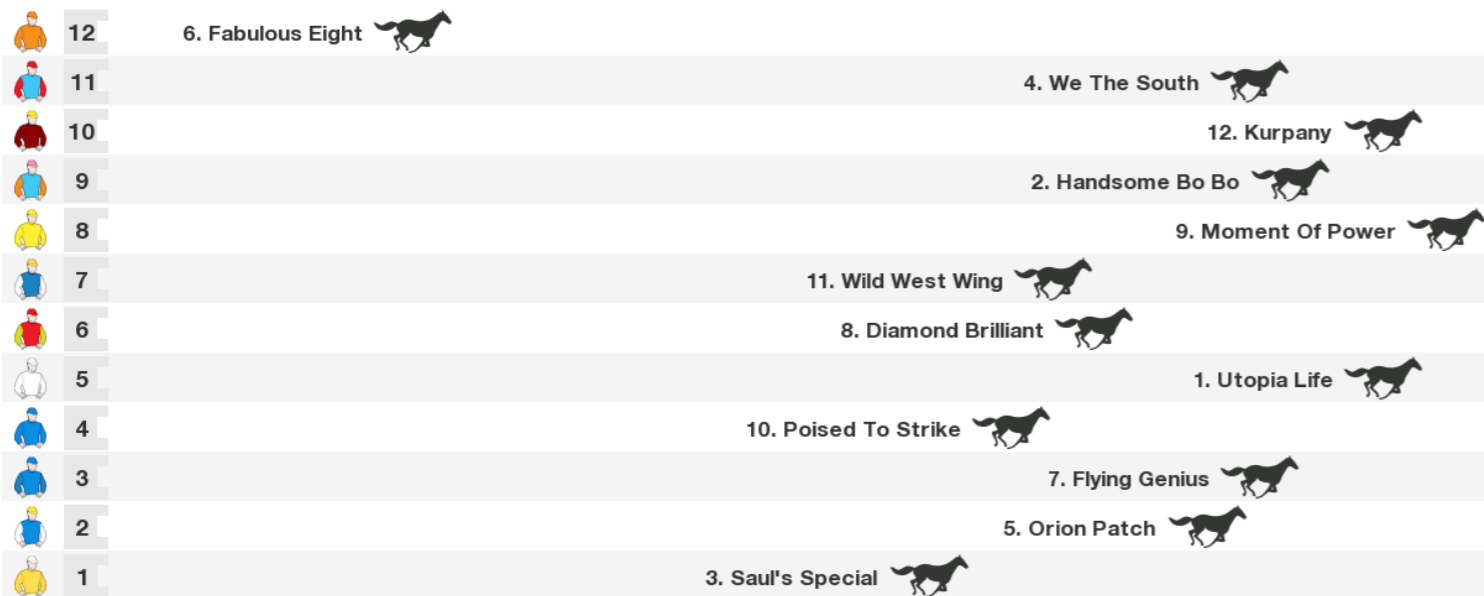 12 6. Fabulous Eight
11 4. We The South
10 12. Kurpany
9 2. Handsome Bo Bo
8 9. Moment Of Power
7 11. Wild West Wing
6 8. Diamond Brilliant
5 1. Utopia Life
4 10. Poised To Strike
3 7. Flying Genius
2 5. Orion Patch
1 3. Saul's Special